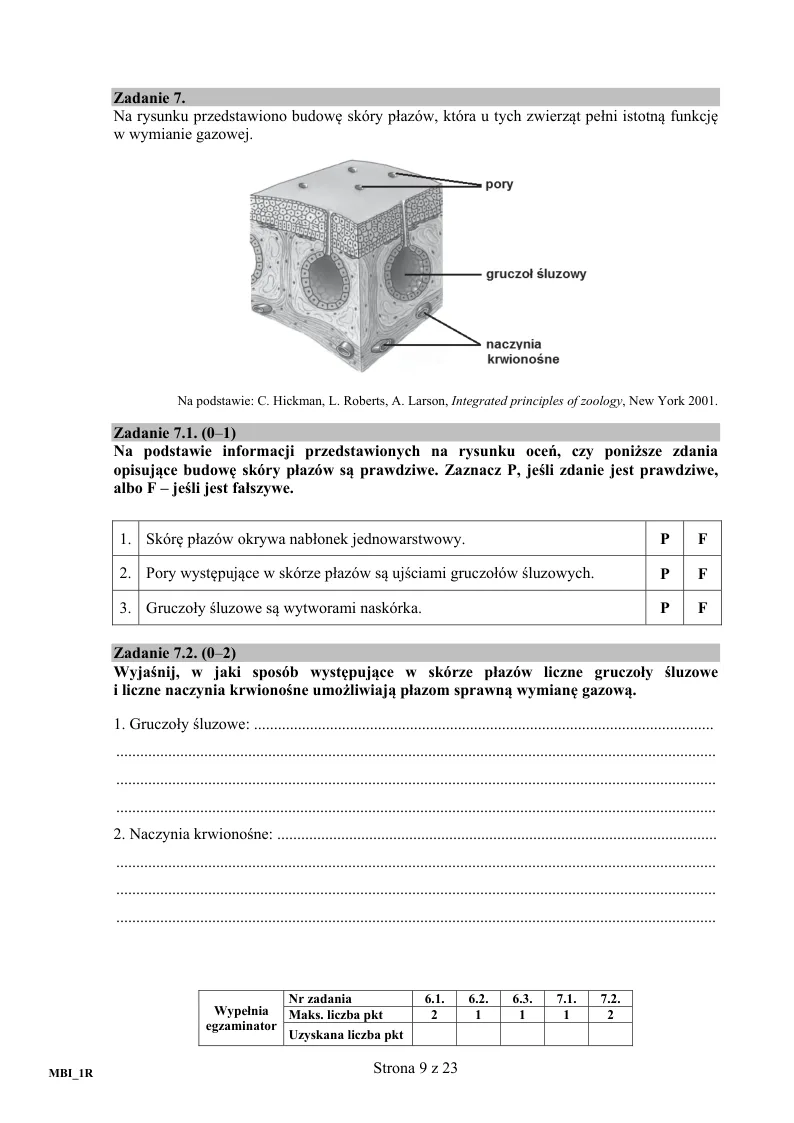 Zadanie 7.
Na rysunku przedstawiono budowę skóry płazów, która u tych zwierząt pełni istotną funkcję
w wymianie gazowej.
pory
gruczoł śluzowy
naczynia
krwionośne
Na podstawie: C. Hickman, L. Roberts, A. Larson, Integrated principles of zoology, New York 2001.
Zadanie 7.1. (0–1)
Na podstawie informacji przedstawionych na rysunku oceń, czy poniższe zdania
opisujące budowę skóry płazów są prawdziwe. Zaznacz P, jeśli zdanie jest prawdziwe,
albo F – jeśli jest fałszywe.
1. Skórę płazów okrywa nabłonek jednowarstwowy. P F
2. Pory występujące w skórze płazów są ujściami gruczołów śluzowych. P F
3. Gruczoły śluzowe są wytworami naskórka. P F
Zadanie 7.2. (0–2)
Wyjaśnij, w jaki sposób występujące w skórze płazów liczne gruczoły śluzowe
i liczne naczynia krwionośne umożliwiają płazom sprawną wymianę gazową.
1. Gruczoły śluzowe: ...................................................................................................................
......................................................................................................................................................
......................................................................................................................................................
......................................................................................................................................................
2. Naczynia krwionośne: ..............................................................................................................
......................................................................................................................................................
......................................................................................................................................................
......................................................................................................................................................
Wypełnia
egzaminator
Nr zadania 6.1. 6.2. 6.3. 7.1. 7.2.
Maks. liczba pkt 2 1 1 1 2
Uzyskana liczba pkt
Strona 9 z 23
MBI_1R